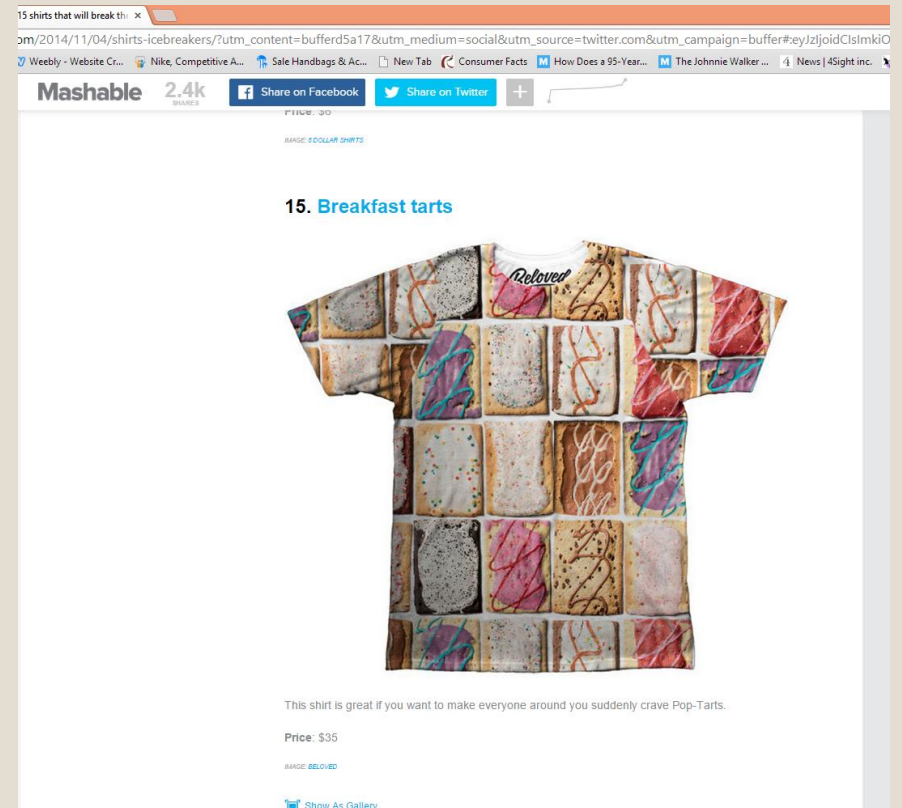 15 shirts that will break th
om/2014/11/04/shirts-icebreakers/?utm_content=bufferd5a17&utm_medium=social&utm_source=twitter.com&utm_campaign=buffer#:eyJzIjoidCIsImkiO
Weebly - Website Cr... Nike, Competitive A... Sale Handbags & Ac... New Tab Consumer Facts How Does a 95-Year... The Johnnie Walker ... News | 4Sight inc.
Mashable 2.4k SHARES Share on Facebook Share on Twitter
Price: $6
IMAGE: 5 DOLLAR SHIRTS
15. Breakfast tarts
Beloved
This shirt is great if you want to make everyone around you suddenly crave Pop-Tarts.
Price: $35
IMAGE: BELOVED
Show As Gallery